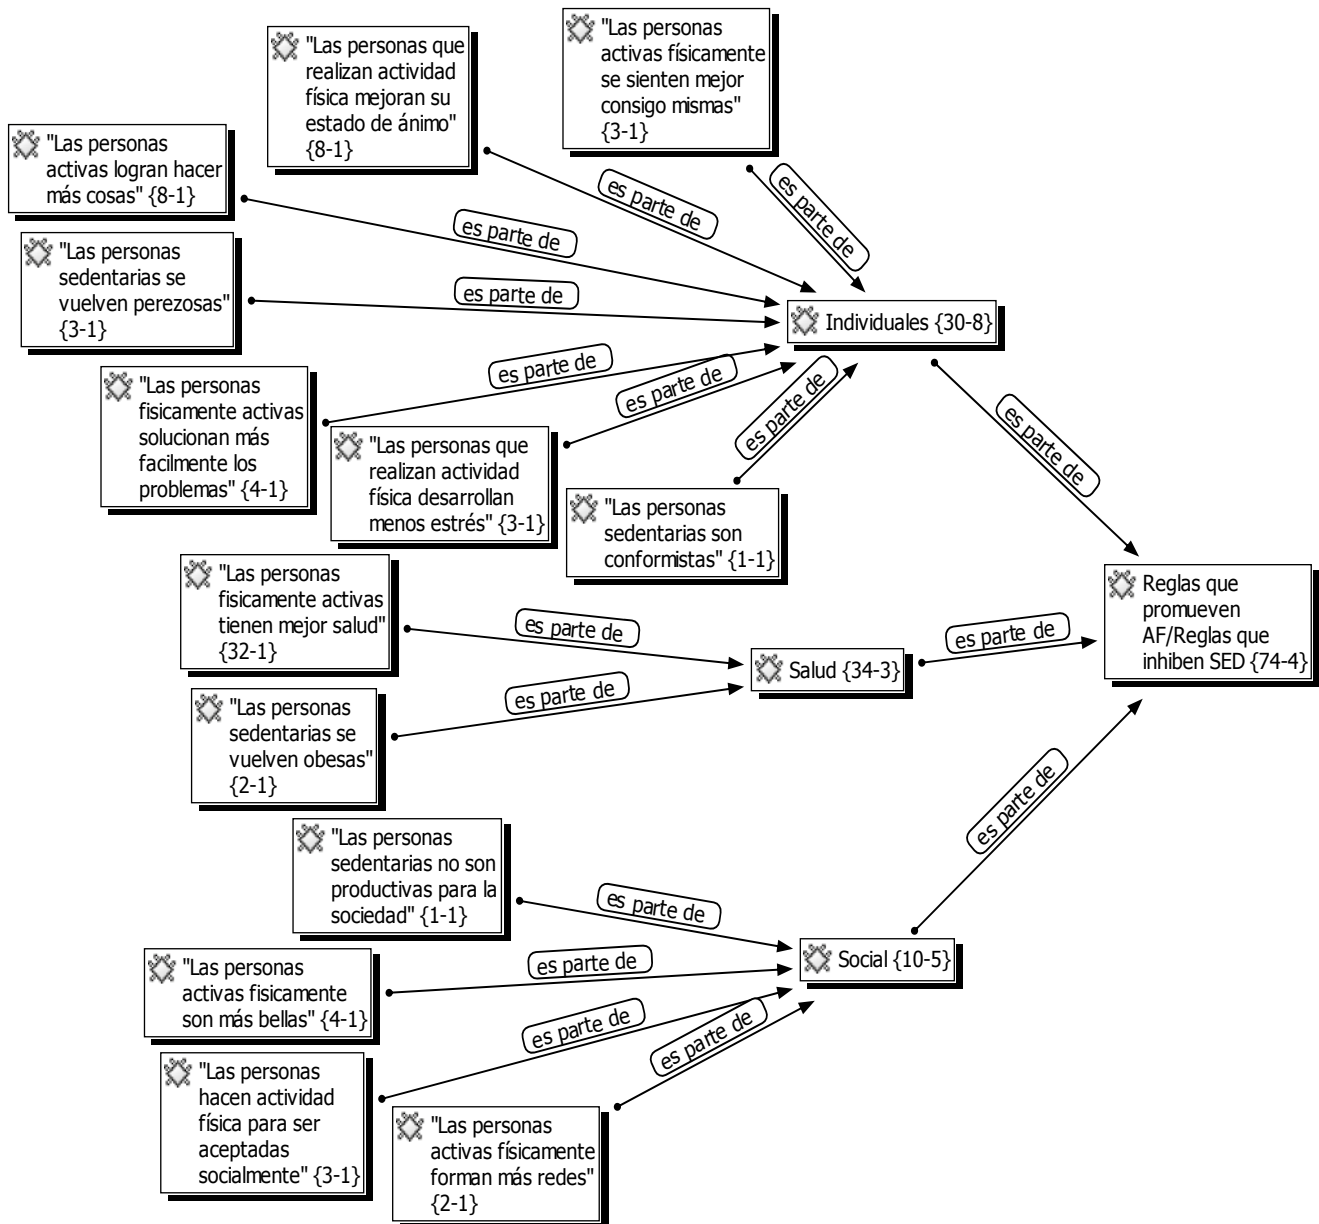 "Las personas
activas físicamente
se sienten mejor
consigo mismas"
{3-1}
"Las personas que
realizan actividad
física mejoran su
estado de ánimo"
{8-1}
"Las personas
activas logran hacer
más cosas" {8-1}
"Las personas
sedentarias se
vuelven perezosas"
{3-1}
"Las personas
fisicamente activas
solucionan más
facilmente los
problemas" {4-1}
"Las personas que
realizan actividad
física desarrollan
menos estrés" {3-1}
"Las personas
sedentarias son
conformistas" {1-1}
es parte de
es parte de
es parte de
es parte de
es parte de
es parte de
es parte de
Individuales {30-8}
es parte de
"Las personas
fisicamente activas
tienen mejor salud"
{32-1}
"Las personas
sedentarias se
vuelven obesas"
{2-1}
es parte de
es parte de
Salud {34-3}
es parte de
Reglas que
promueven
AF/Reglas que
inhiben SED {74-4}
"Las personas
sedentarias no son
productivas para la
sociedad" {1-1}
"Las personas
activas fisicamente
son más bellas" {4-1}
"Las personas
hacen actividad
física para ser
aceptadas
socialmente" {3-1}
"Las personas
activas físicamente
forman más redes"
{2-1}
es parte de
es parte de
es parte de
es parte de
Social {10-5}
es parte de